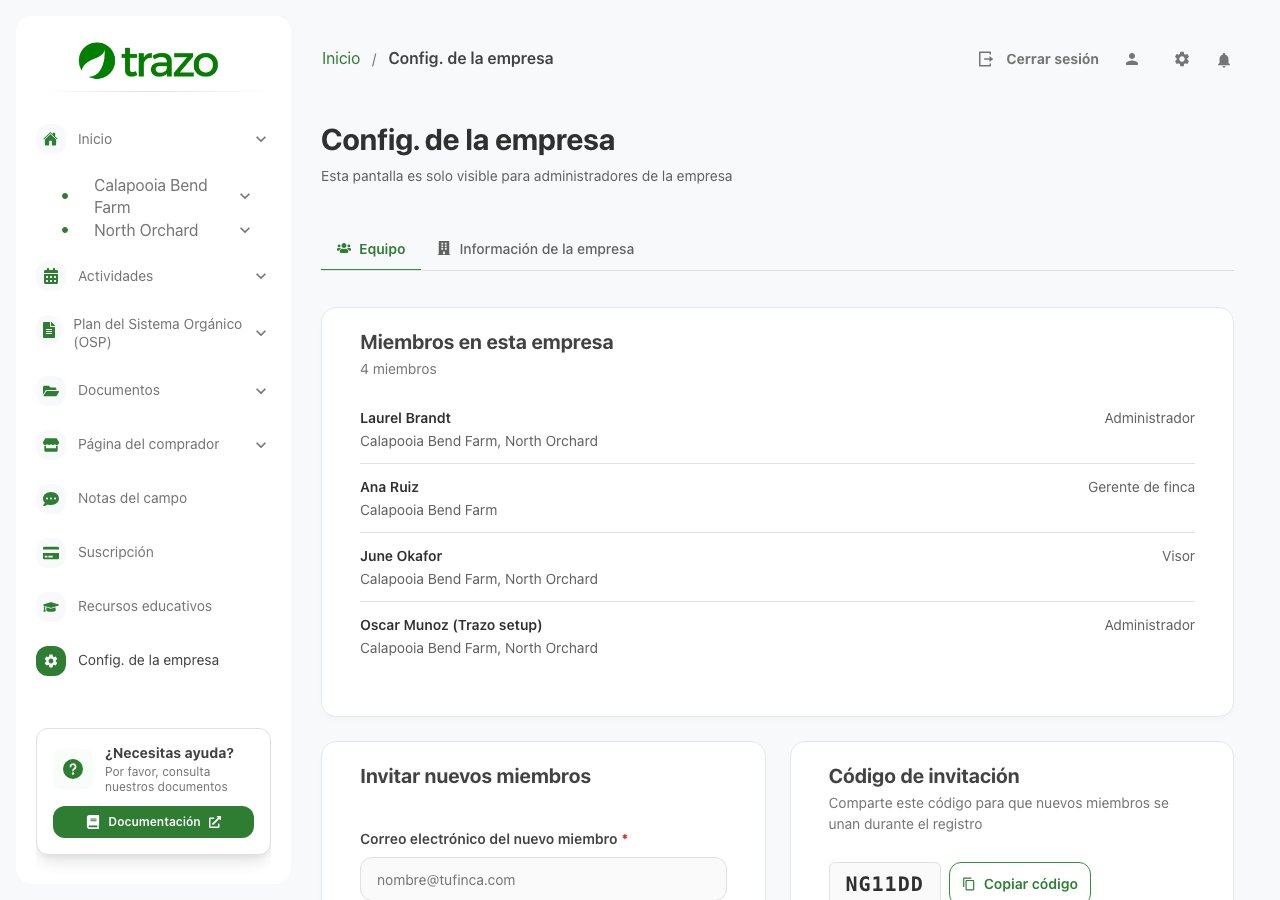 trazo
Inicio
Calapooia Bend
Farm
North Orchard
Actividades
Plan del Sistema Orgánico
(OSP)
Documentos
Página del comprador
Notas del campo
Suscripción
Recursos educativos
Config. de la empresa
¿Necesitas ayuda?
Por favor, consulta
nuestros documentos
Documentación
Inicio / Config. de la empresa
Cerrar sesión
Config. de la empresa
Esta pantalla es solo visible para administradores de la empresa
Equipo
Información de la empresa
Miembros en esta empresa
4 miembros
Laurel Brandt
Administrador
Calapooia Bend Farm, North Orchard
Ana Ruiz
Gerente de finca
Calapooia Bend Farm
June Okafor
Visor
Calapooia Bend Farm, North Orchard
Oscar Munoz (Trazo setup)
Administrador
Calapooia Bend Farm, North Orchard
Invitar nuevos miembros
Correo electrónico del nuevo miembro *
nombre@tufinca.com
Código de invitación
Comparte este código para que nuevos miembros se
unan durante el registro
NG11DD
Copiar código